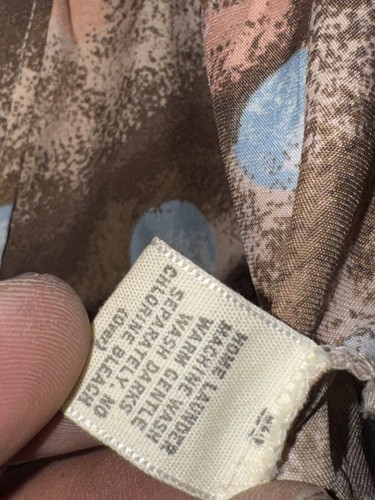 HOME LAUNDER
MACHINE WASH
WARM GENTLE
WASH DARKS
SEPARATELY NO
CHLORINE BLEACH
(Over)